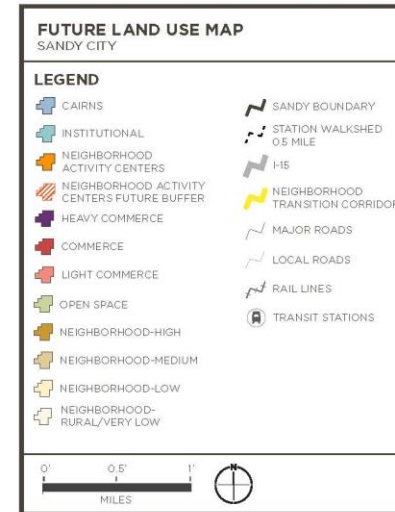 FUTURE LAND USE MAP
SANDY CITY
LEGEND
CAIRNS
INSTITUTIONAL
NEIGHBORHOOD
ACTIVITY CENTERS
NEIGHBORHOOD ACTIVITY
CENTERS FUTURE BUFFER
HEAVY COMMERCE
COMMERCE
LIGHT COMMERCE
OPEN SPACE
NEIGHBORHOOD-HIGH
NEIGHBORHOOD-MEDIUM
NEIGHBORHOOD-LOW
NEIGHBORHOOD-
RURAL/VERY LOW
SANDY BOUNDARY
STATION WALKSHED
0.5 MILE
I-15
NEIGHBORHOOD
TRANSITION CORRIDOR
MAJOR ROADS
LOCAL ROADS
RAIL LINES
TRANSIT STATIONS
0' 0.5' 1'
MILES
N